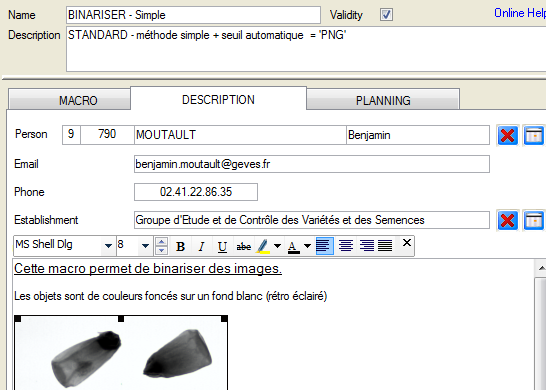 Name BINARISER - Simple Validity Online Help
Description STANDARD - méthode simple + seuil automatique = 'PNG'
MACRO DESCRIPTION PLANNING
Person 9 790 MOUTAULT Benjamin
Email benjamin.moutault@geves.fr
Phone 02.41.22.86.35
Establishment Groupe d'Etude et de Contrôle des Variétés et des Semences
MS Shell Dlg 8 B I U abc A
Cette macro permet de binariser des images.
Les objets sont de couleurs foncés sur un fond blanc (rétro éclairé)